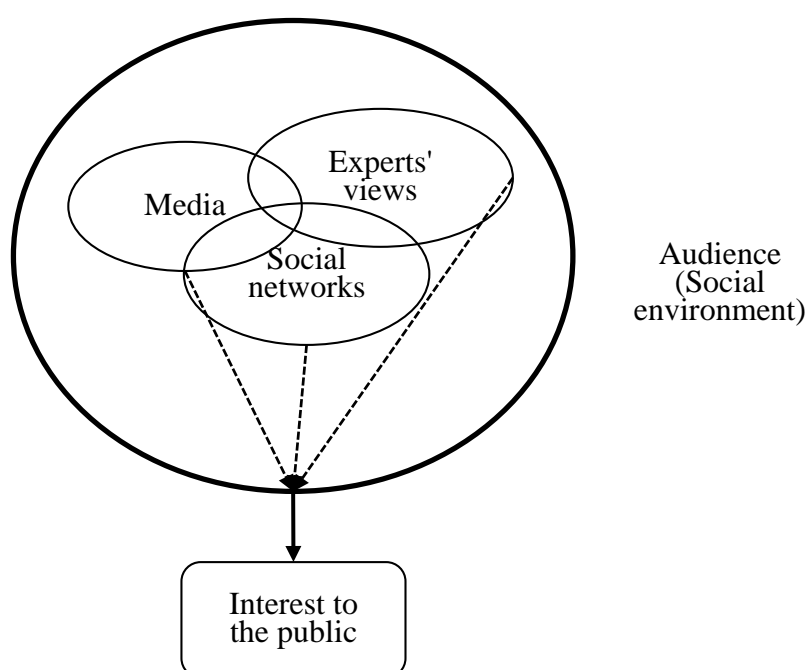 Experts'
views
Media
Social
networks
Audience
(Social
environment)
Interest to
the public